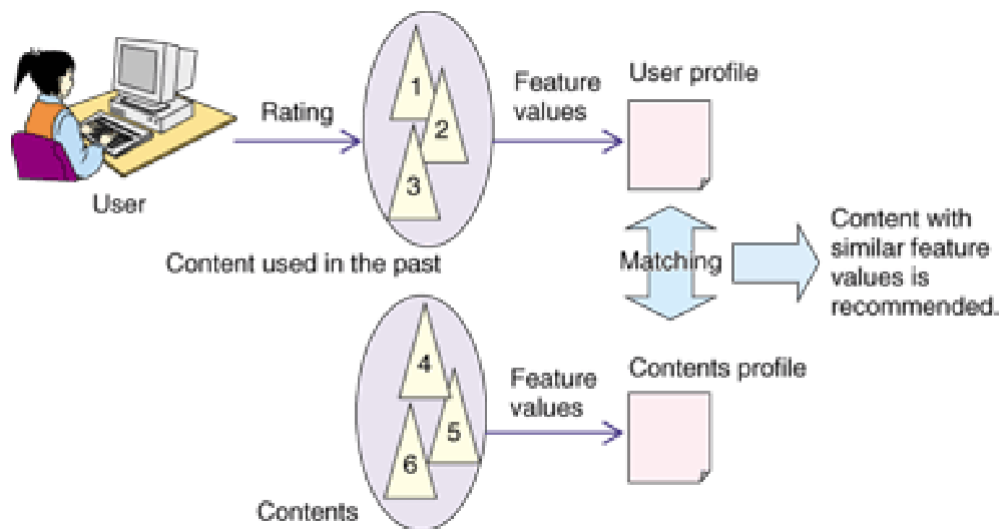 User
Rating
1
2
3
Content used in the past
Feature
values
User profile
Matching
Content with
similar feature
values is
recommended.
4
5
6
Contents
Feature
values
Contents profile